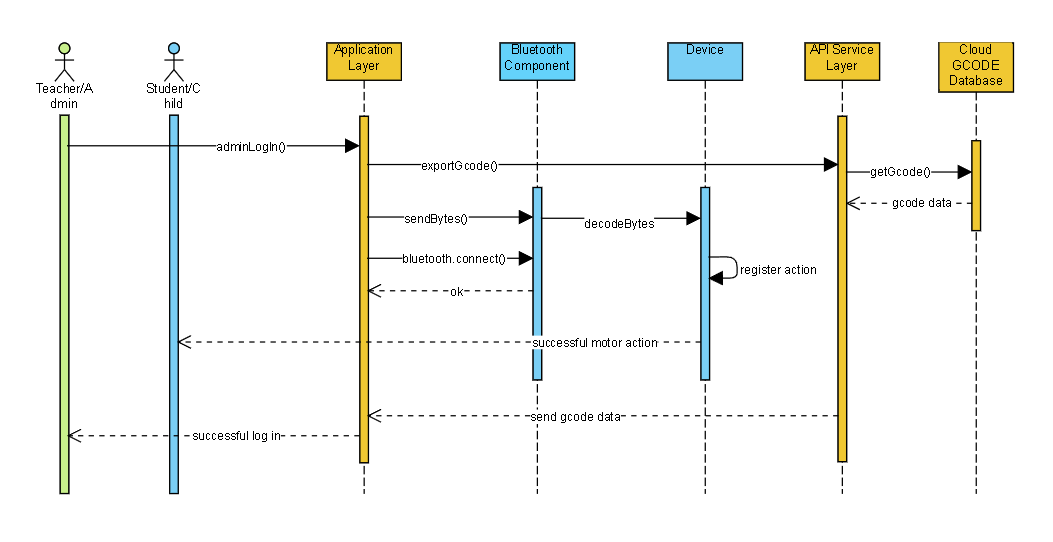 Application
Layer
Bluetooth
Component
Device
API Service
Layer
Cloud
GCODE
Database
Teacher/A
dmin
Student/C
hild
adminLogIn()
exportGcode()
getGcode()
gcode data
sendBytes()
decodeBytes
bluetooth.connect()
register action
ok
successful motor action
send gcode data
successful log in